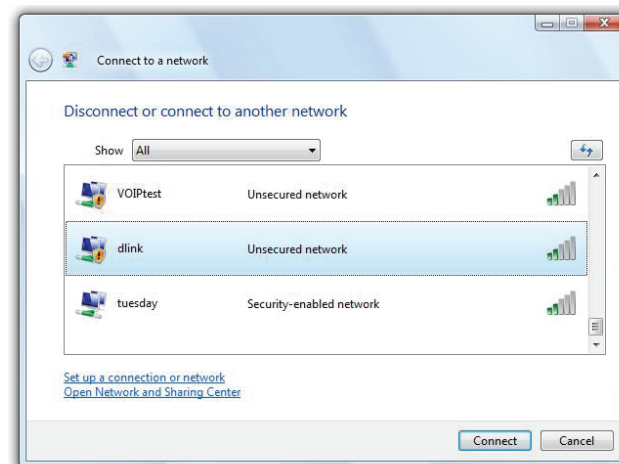 Connect to a network
Disconnect or connect to another network
Show All
VOIPtest Unsecured network
dlink Unsecured network
tuesday Security-enabled network
Set up a connection or network
Open Network and Sharing Center
Connect Cancel